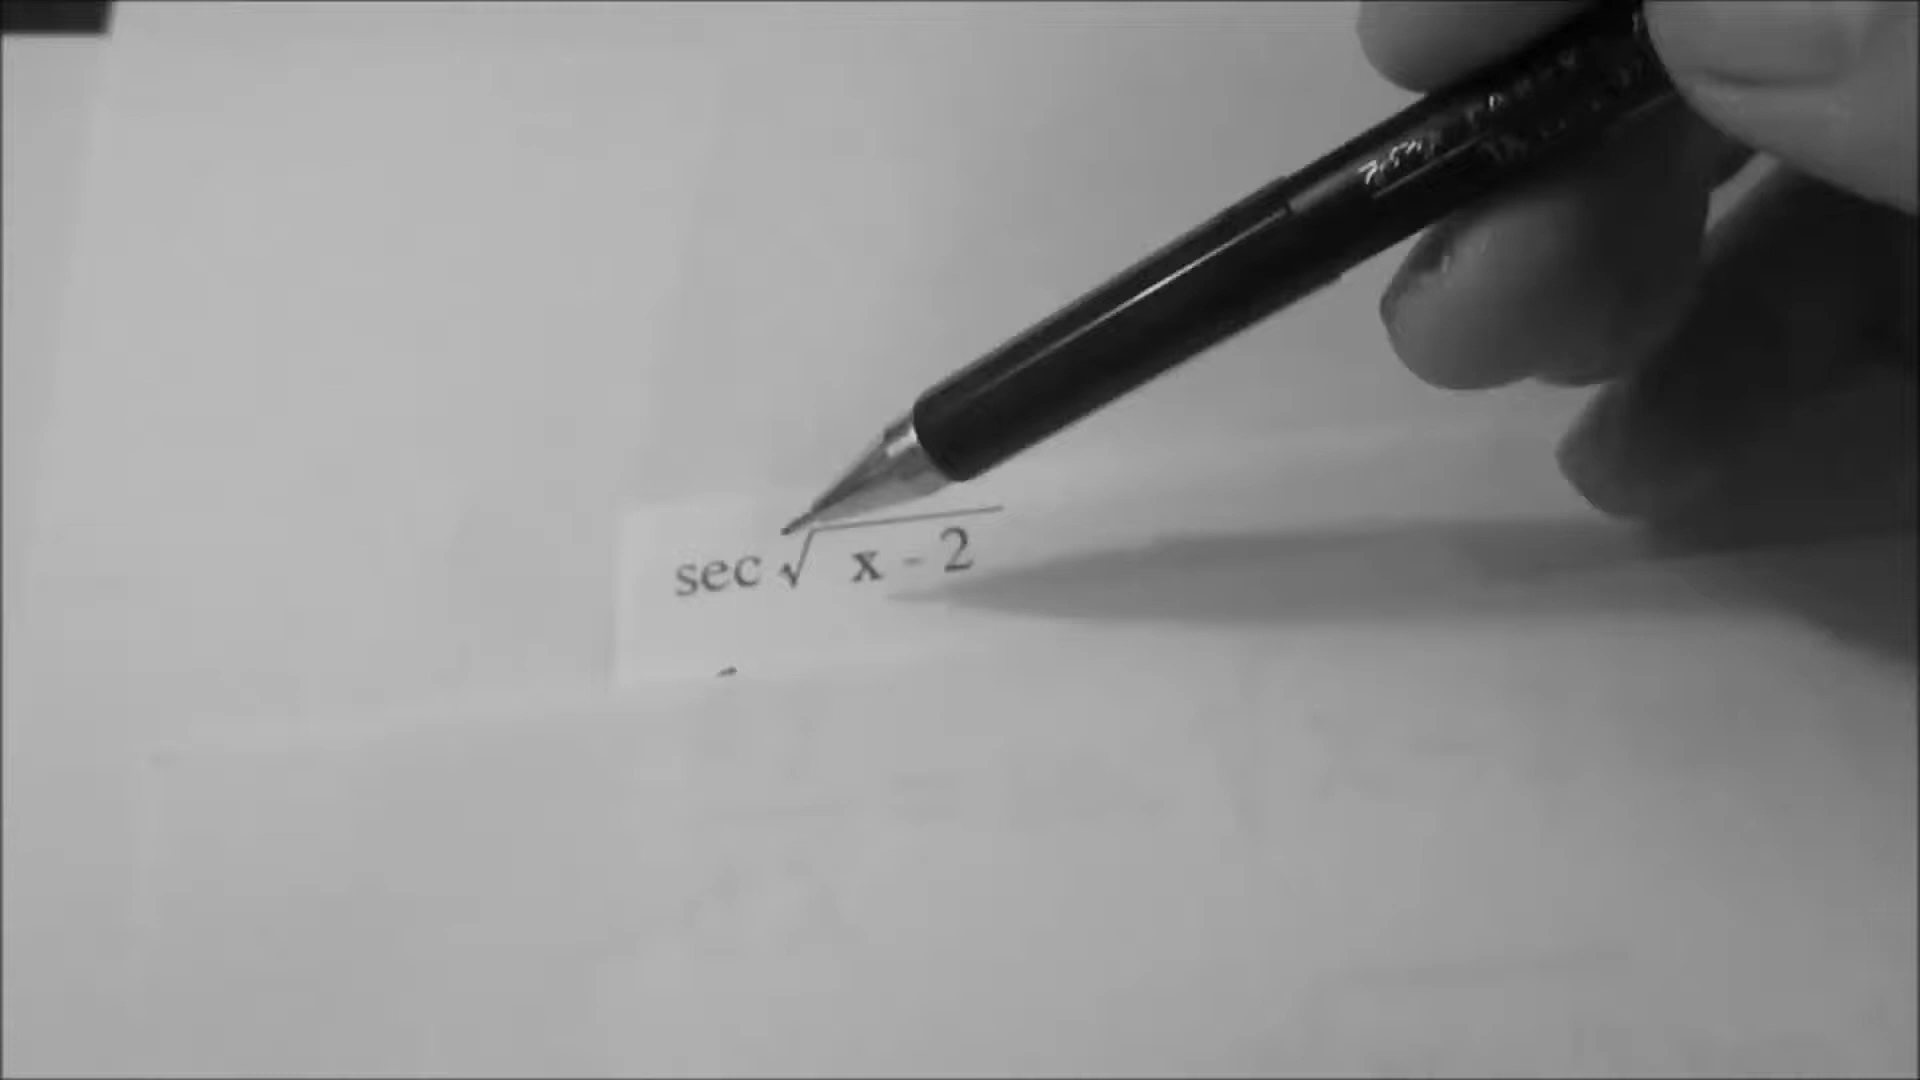 sec √ x - 2